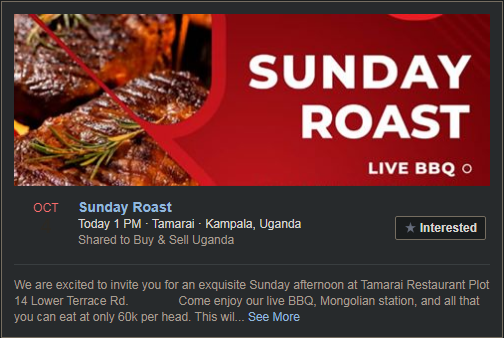 SUNDAY
ROAST
LIVE BBQ
OCT
Sunday Roast
Today 1 PM · Tamarai · Kampala, Uganda
Shared to Buy & Sell Uganda
★ Interested
We are excited to invite you for an exquisite Sunday afternoon at Tamarai Restaurant Plot
14 Lower Terrace Rd. Come enjoy our live BBQ, Mongolian station, and all that
you can eat at only 60k per head. This wil... See More